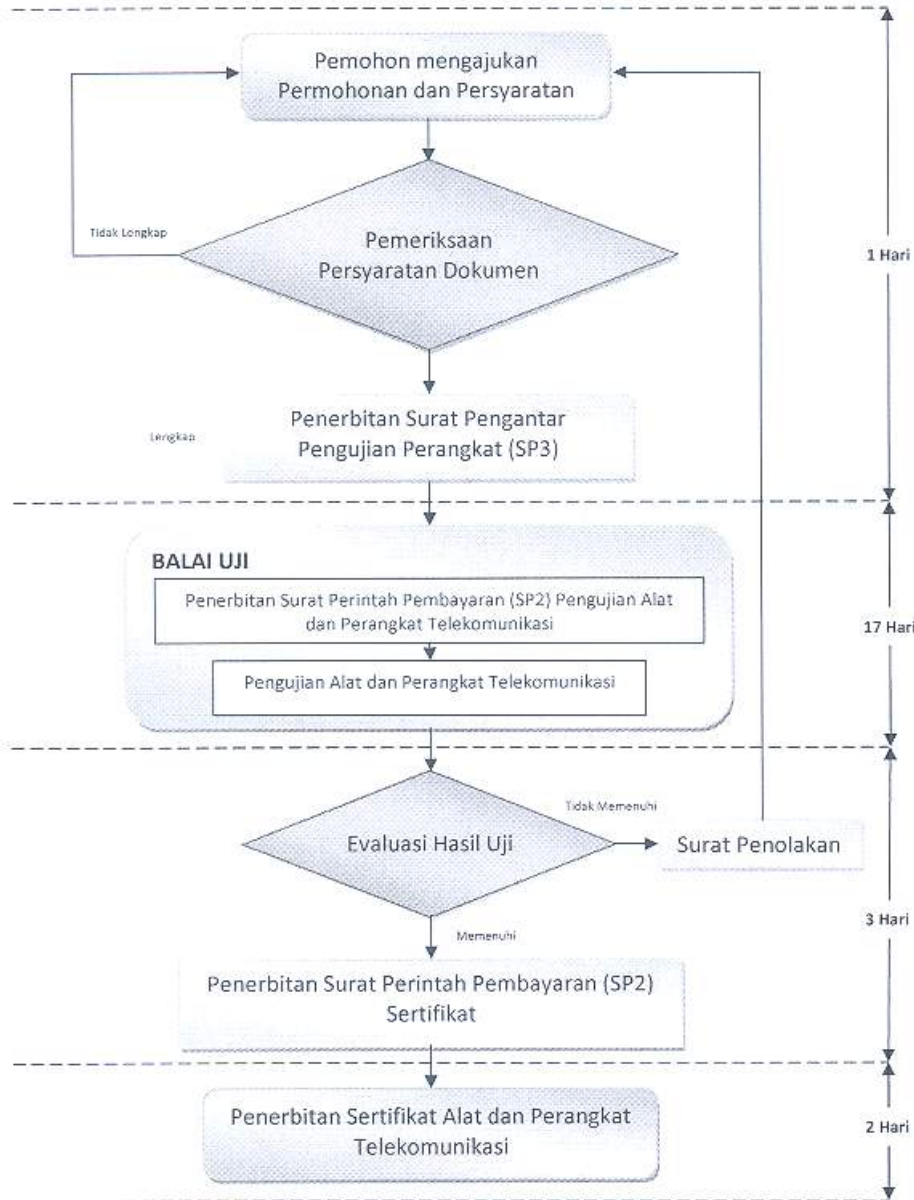 Pemohon mengajukan
Permohonan dan Persyaratan
Tidak Lengkap
Pemeriksaan
Persyaratan Dokumen
1 Hari
Lengkap
Penerbitan Surat Pengantar
Pengujian Perangkat (SP3)
BALAI UJI
Penerbitan Surat Perintah Pembayaran (SP2) Pengujian Alat
dan Perangkat Telekomunikasi
17 Hari
Pengujian Alat dan Perangkat Telekomunikasi
Tidak Memenuhi
Evaluasi Hasil Uji
Surat Penolakan
3 Hari
Memenuhi
Penerbitan Surat Perintah Pembayaran (SP2)
Sertifikat
Penerbitan Sertifikat Alat dan Perangkat
Telekomunikasi
2 Hari